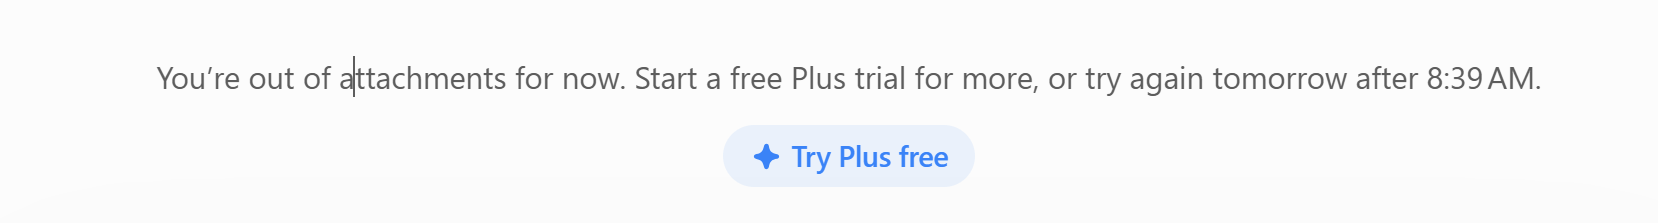 You’re out of attachments for now. Start a free Plus trial for more, or try again tomorrow after 8:39 AM.
Try Plus free